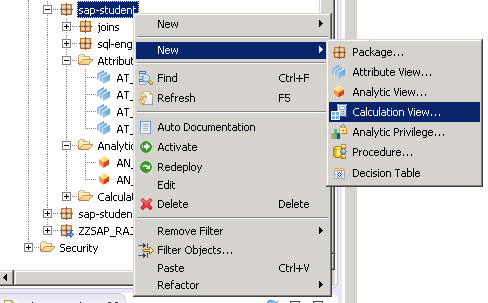 sap-student
joins
sql-eng
Attribut
AT_
AT_
AT_
AT_
Analytic
AN_
AN_
Calcula
sap-student
ZZSAP_RAJ
Security
New
New
Find Ctrl+F
Refresh F5
Auto Documentation
Activate
Redeploy
Edit
Delete Delete
Remove Filter
Filter Objects...
Paste Ctrl+V
Refactor
Package...
Attribute View...
Analytic View...
Calculation View...
Analytic Privilege...
Procedure...
Decision Table